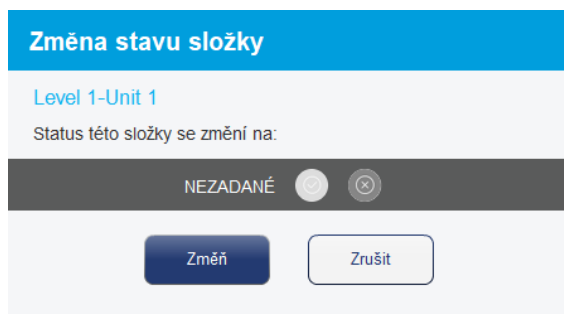 Změna stavu složky
Level 1-Unit 1
Status této složky se změní na:
NEZADANÉ
Změň
Zrušit